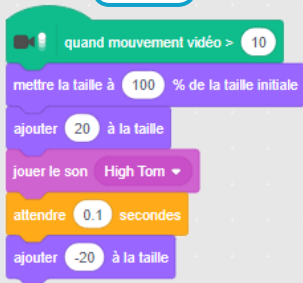 quand mouvement vidéo > 10
mettre la taille à 100 % de la taille initiale
ajouter 20 à la taille
jouer le son High Tom
attendre 0.1 secondes
ajouter -20 à la taille